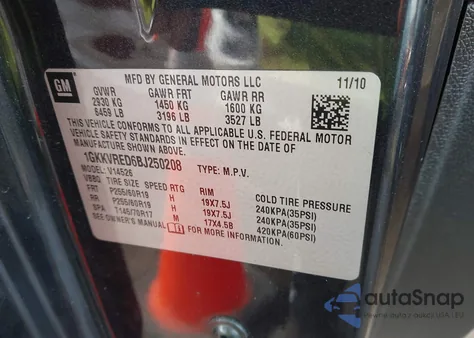 GM
MFD BY GENERAL MOTORS LLC 11/10
GVWR GAWR FRT GAWR RR
2930 KG 1450 KG 1600 KG
6459 LB 3196 LB 3527 LB
THIS VEHICLE CONFORMS TO ALL APPLICABLE U.S. FEDERAL MOTOR
VEHICLE SAFETY STANDARDS IN EFFECT ON THE DATE OF
MANUFACTURE SHOWN ABOVE.
1GKKVRED6BJ250208 TYPE: M.P.V.
MODEL: V14526
TIRE SIZE SPEED RTG RIM COLD TIRE PRESSURE
FRT P255/60R19 H 19X7.5J 240KPA(35PSI)
RR P255/60R19 H 19X7.5J 240KPA(35PSI)
SPA T145/70R17 M 17X4.5B 420KPA(60PSI)
SEE OWNER'S MANUAL FOR MORE INFORMATION.
autoSnap